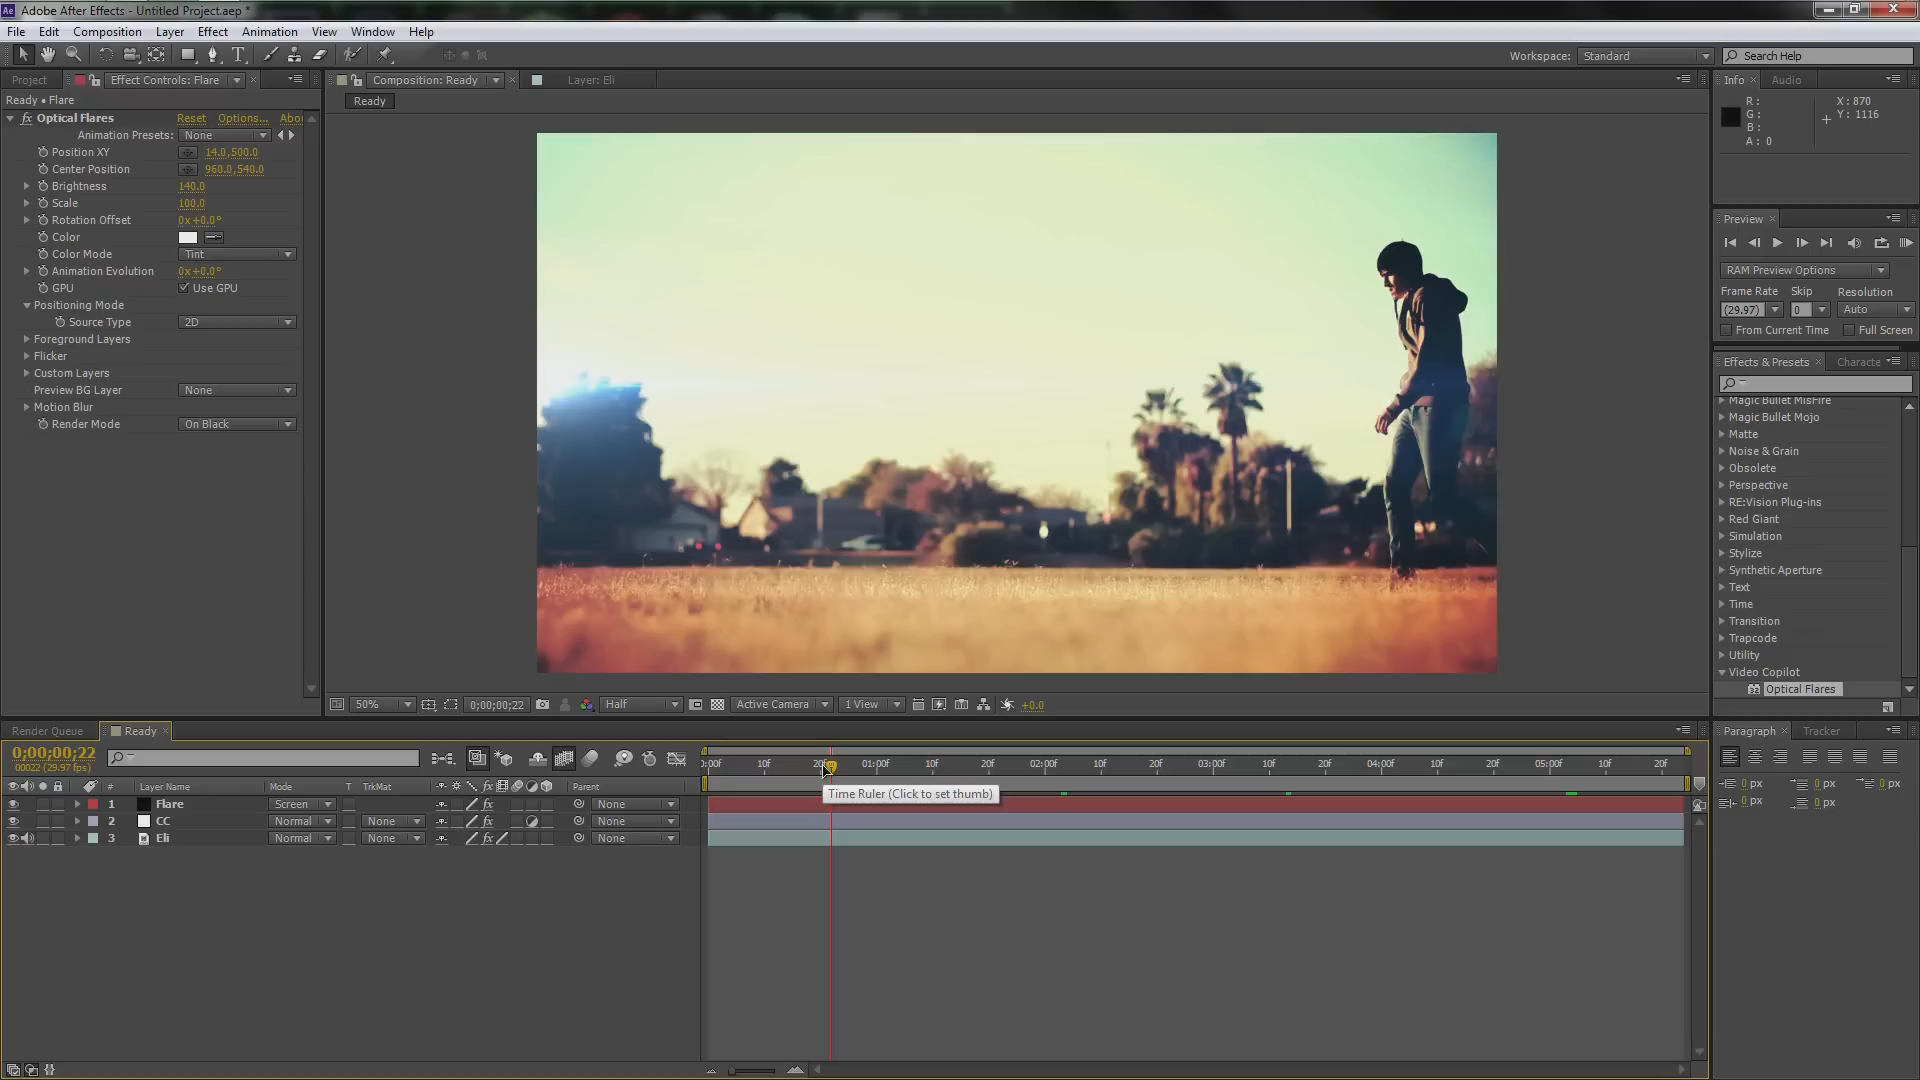 Ae Adobe After Effects - Untitled Project.aep *
File Edit Composition Layer Effect Animation View Window Help
T Workspace: Standard Search Help
Project Effect Controls: Flare
Ready • Flare
fx Optical Flares Reset Options... Abou
Animation Presets: None
Position XY 14.0,500.0
Center Position 960.0,540.0
Brightness 140.0
Scale 100.0
Rotation Offset 0x+0.0°
Color
Color Mode Tint
Animation Evolution 0x+0.0°
GPU Use GPU
Positioning Mode
Source Type 2D
Foreground Layers
Flicker
Custom Layers
Preview BG Layer None
Motion Blur
Render Mode On Black
Composition: Ready Layer: Eli
Ready
50% 0;00;00;22 Half Active Camera 1 View +0.0
Info Audio
R: X: 870
G: Y: 1116
B:
A: 0
Preview
RAM Preview Options
Frame Rate Skip Resolution
(29.97) 0 Auto
From Current Time Full Screen
Effects & Presets Characte
Magic Bullet MisFire
Magic Bullet Mojo
Matte
Noise & Grain
Obsolete
Perspective
RE:Vision Plug-ins
Red Giant
Simulation
Stylize
Synthetic Aperture
Text
Time
Transition
Trapcode
Utility
Video Copilot
Optical Flares
Render Queue Ready
0;00;00;22
00022 (29.97 fps)
):00F 10f 20f 01:00F 10f 20f 02:00F 10f 20f 03:00F 10f 20f 04:00F 10f 20f 05:00F 10f 20f
Time Ruler (Click to set thumb)
# Layer Name Mode T TrkMat fx Parent
1 Flare Screen fx None
2 CC Normal None None
3 Eli Normal None fx None
Paragraph Tracker
0 px 0 px 0 px
0 px 0 px